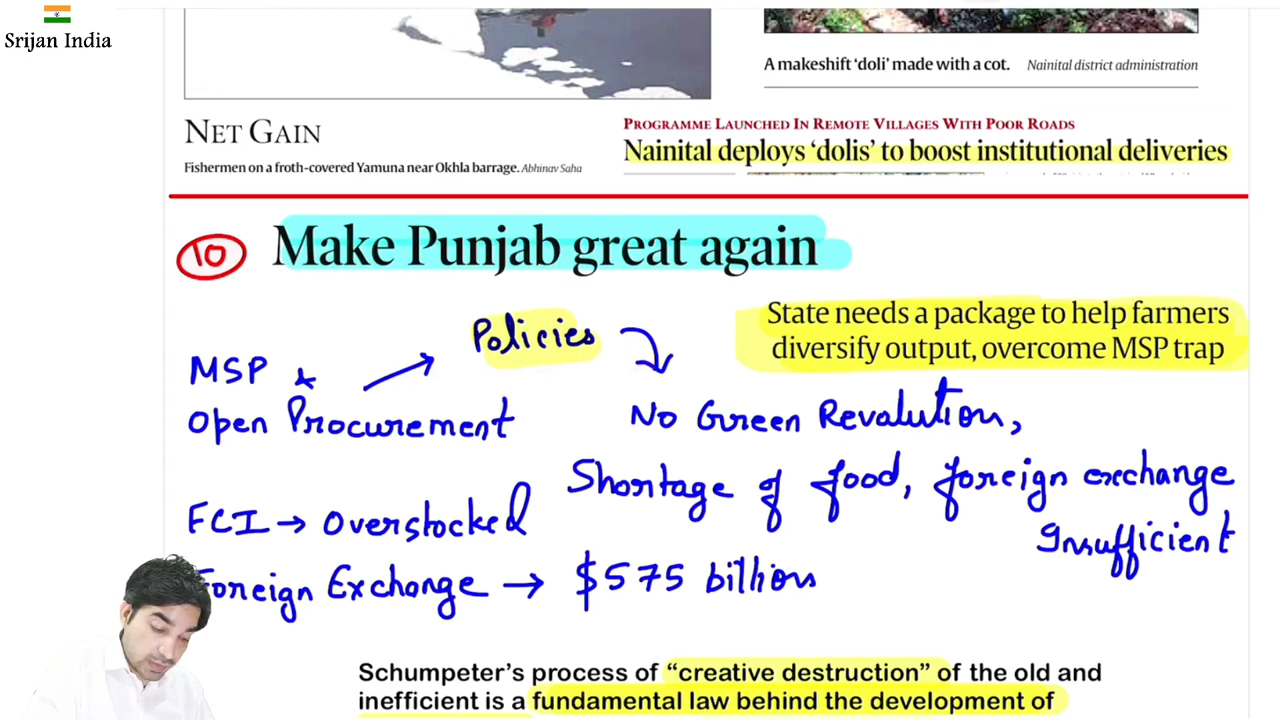 Srijan India
A makeshift ‘doli’ made with a cot. Nainital district administration
NET GAIN
Fishermen on a froth-covered Yamuna near Okhla barrage. Abhinav Saha
PROGRAMME LAUNCHED IN REMOTE VILLAGES WITH POOR ROADS
Nainital deploys ‘dolis’ to boost institutional deliveries
10 Make Punjab great again
State needs a package to help farmers
diversify output, overcome MSP trap
Policies
MSP
Open Procurement
No Green Revolution,
Shortage of food, foreign exchange
Insufficient
FCI → Overstocked
Foreign Exchange → $575 billion
Schumpeter’s process of “creative destruction” of the old and
inefficient is a fundamental law behind the development of